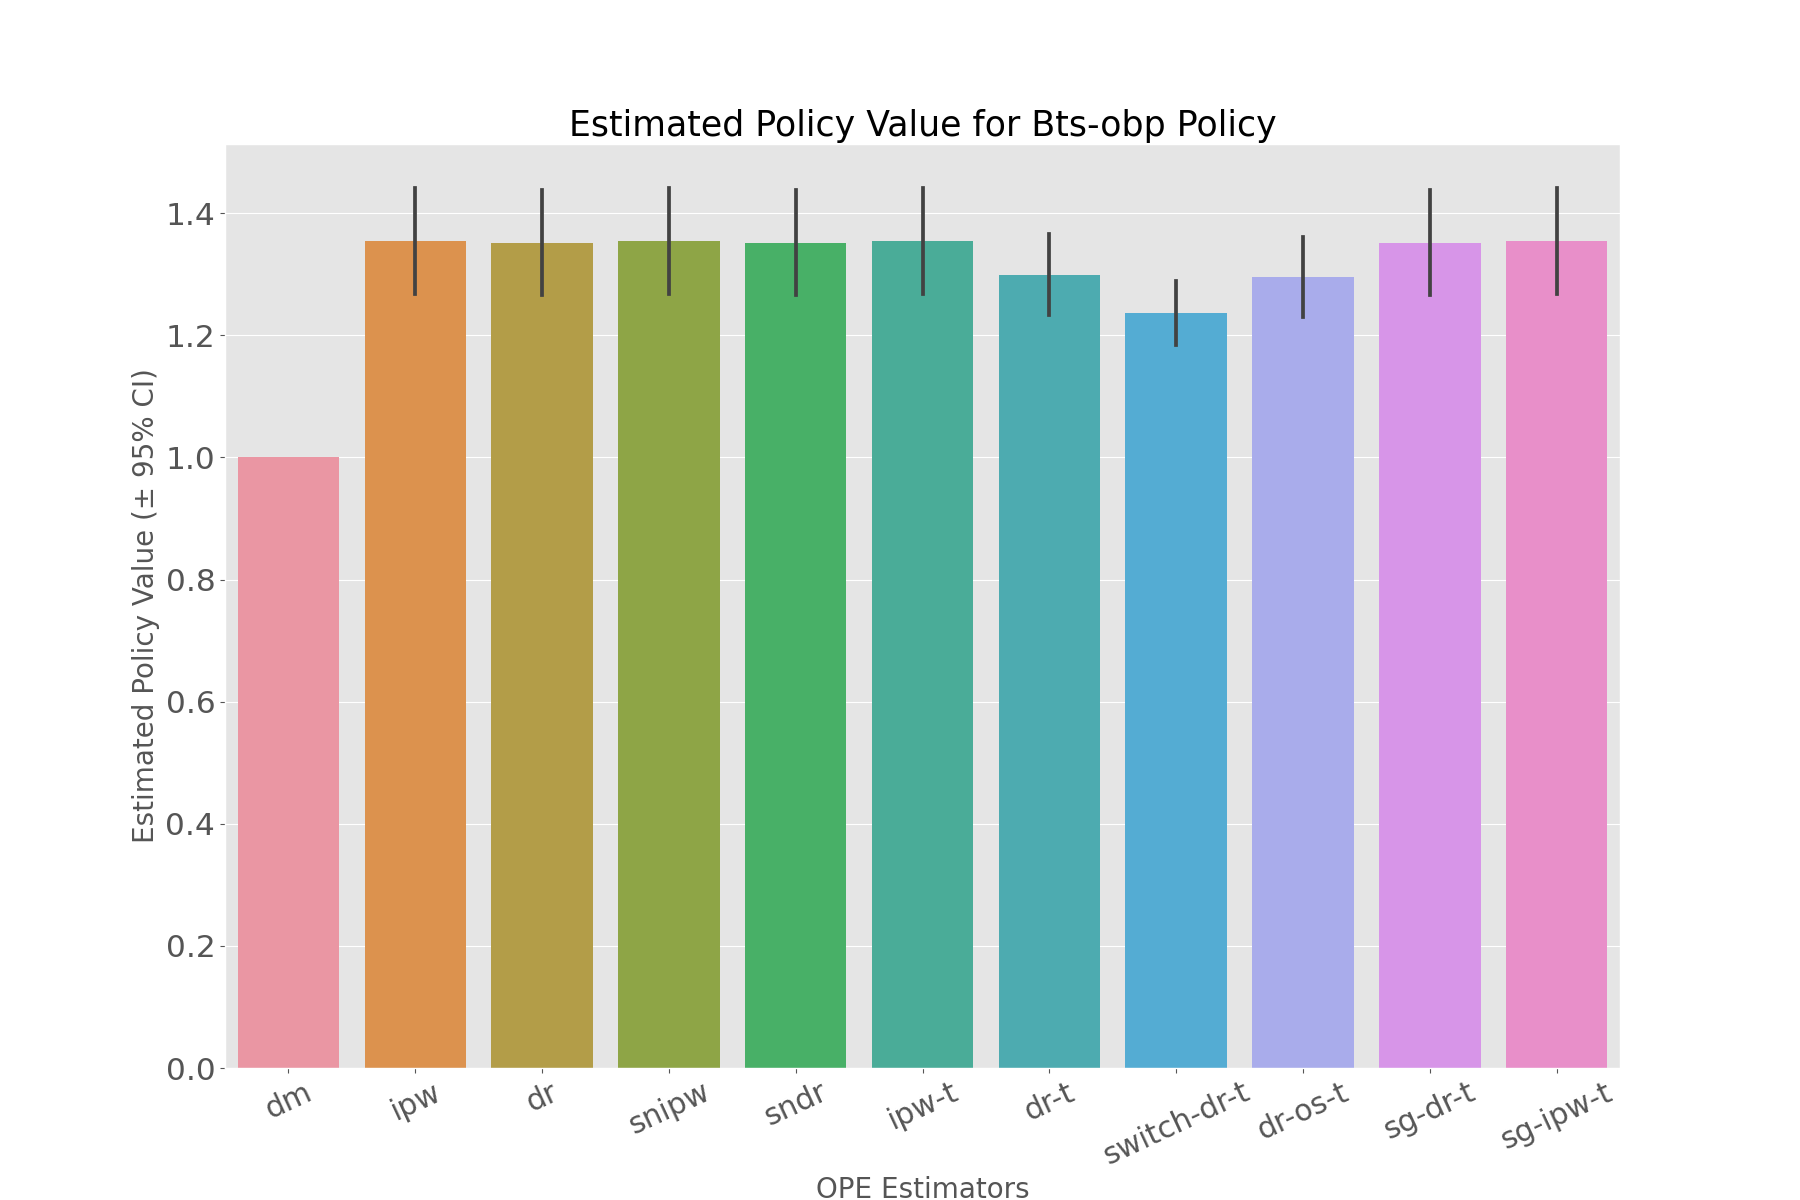 Estimated Policy Value for Bts-obp Policy
Estimated Policy Value (± 95% CI)
1.4
1.2
1.0
0.8
0.6
0.4
0.2
0.0
dm
ipw
dr
snipw
sndr
ipw-t
dr-t
switch-dr-t
dr-os-t
sg-dr-t
sg-ipw-t
OPE Estimators